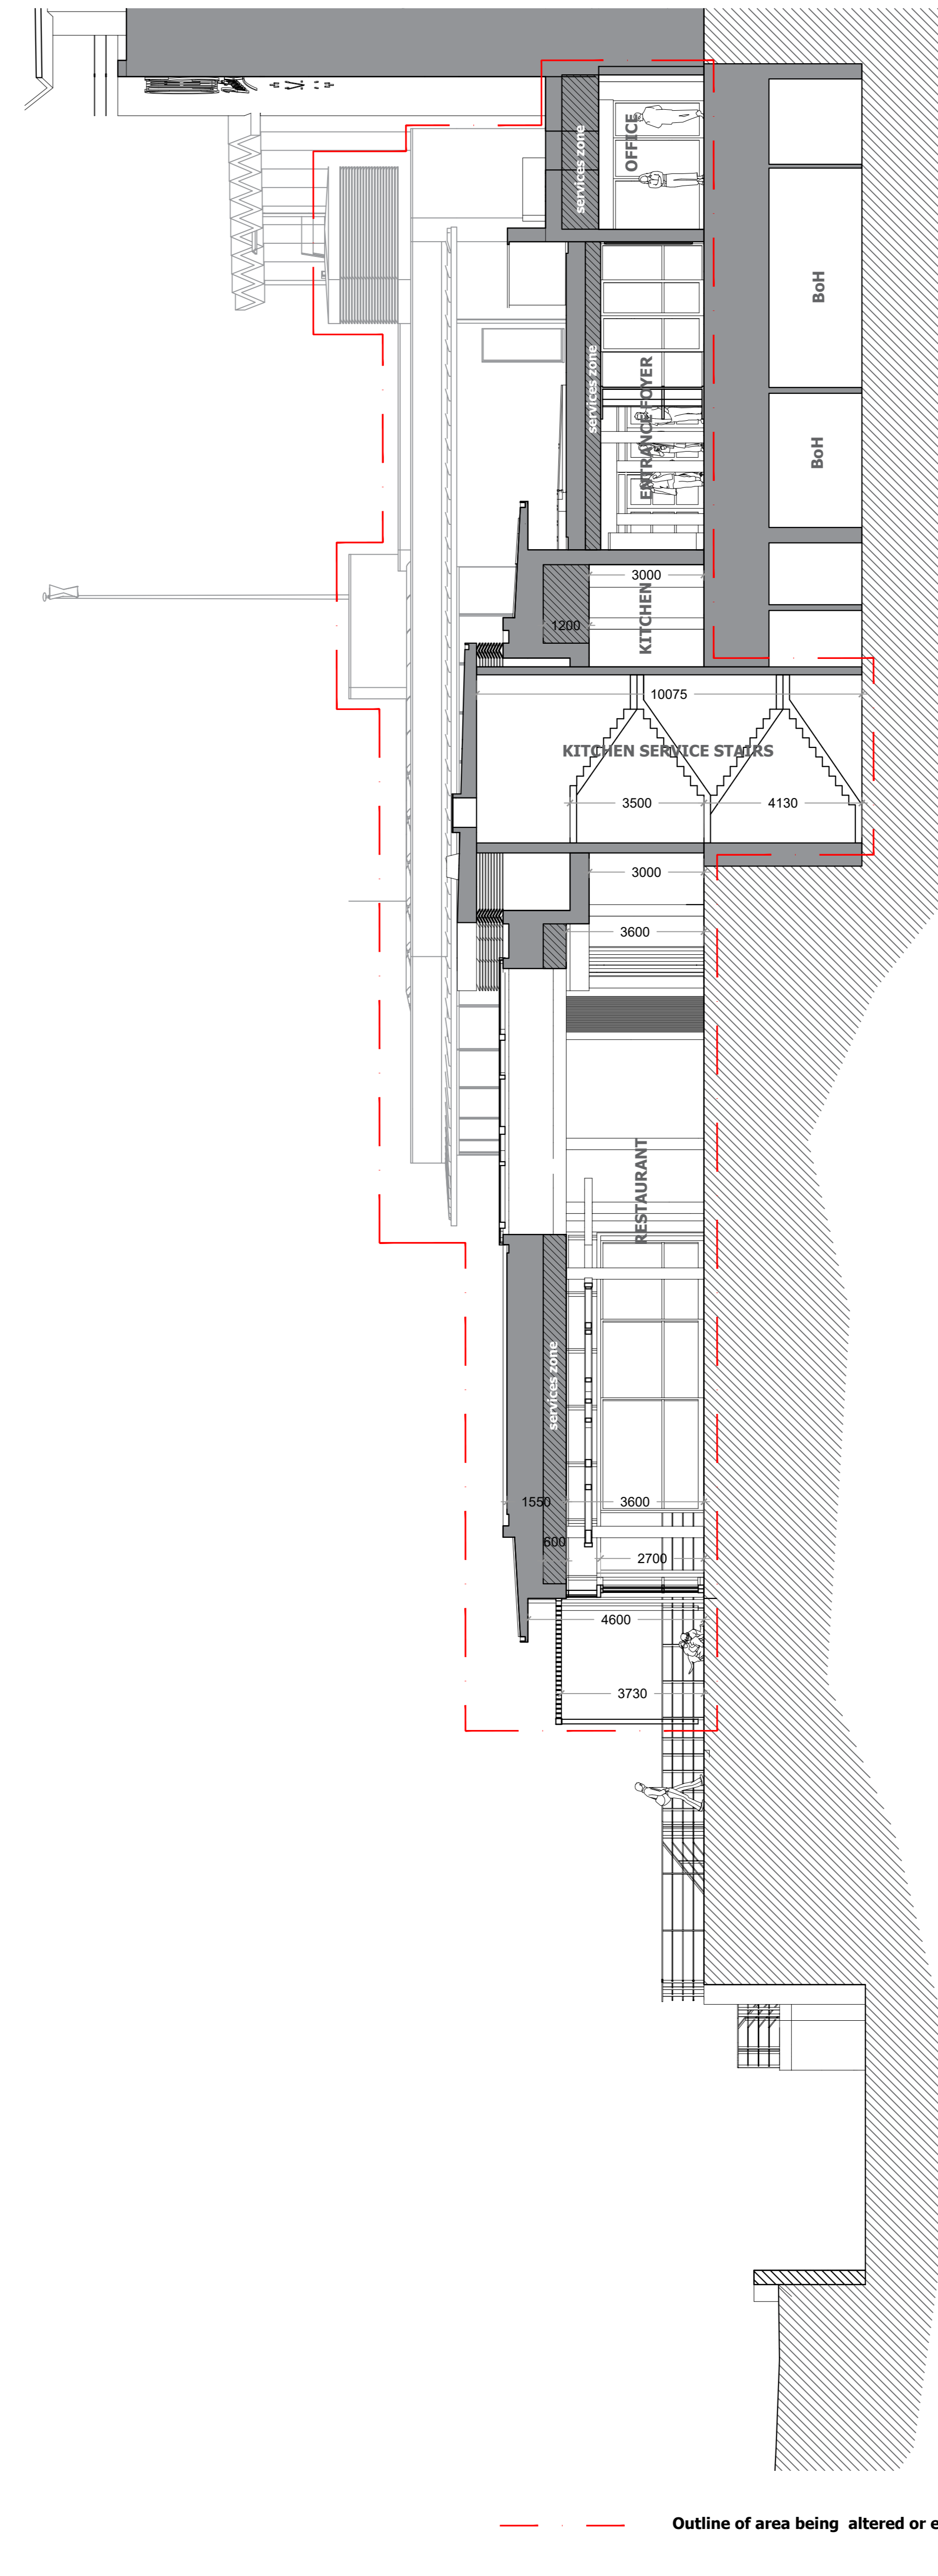 services zone
OFFICE
BoH
services zone
ENTRANCE FOYER
BoH
3000
KITCHEN
1200
10075
KITCHEN SERVICE STAIRS
3500
4130
3000
3600
RESTAURANT
services zone
1550
3600
600
2700
4600
3730
Outline of area being altered or e